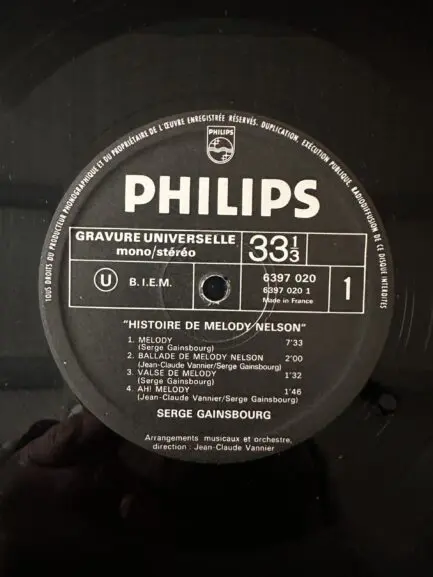 TOUS DROITS DU PRODUCTEUR PHONOGRAPHIQUE ET DU PROPRIÉTAIRE DE L'ŒUVRE ENREGISTRÉE RÉSERVÉS. DUPLICATION, EXÉCUTION PUBLIQUE, RADIODIFFUSION DE CE DISQUE INTERDITES
PHILIPS
PHILIPS
GRAVURE UNIVERSELLE
mono/stéréo
33 1/3
U B.I.E.M.
6397 020
6397 020 1
Made in France
1
"HISTOIRE DE MELODY NELSON"
1. MELODY 7'33
(Serge Gainsbourg)
2. BALLADE DE MELODY NELSON 2'00
(Jean-Claude Vannier/Serge Gainsbourg)
3. VALSE DE MELODY 1'32
(Serge Gainsbourg)
4. AH! MELODY 1'46
(Jean-Claude Vannier/Serge Gainsbourg)
SERGE GAINSBOURG
Arrangements musicaux et orchestre,
direction : Jean-Claude Vannier